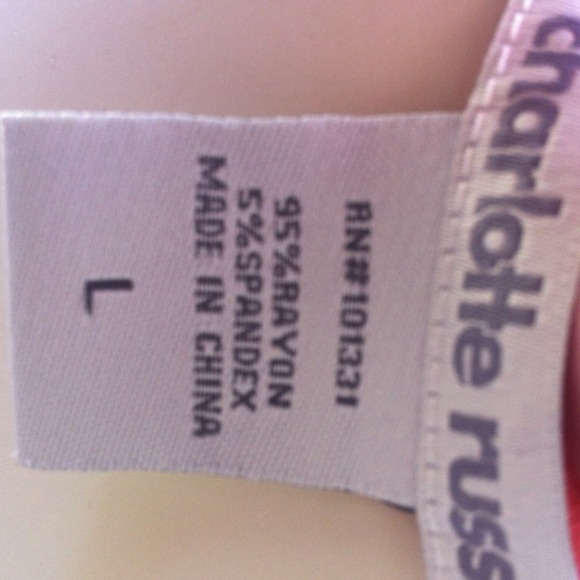 charlotte russ
RN#101331
95%RAYON
5%SPANDEX
MADE IN CHINA
L